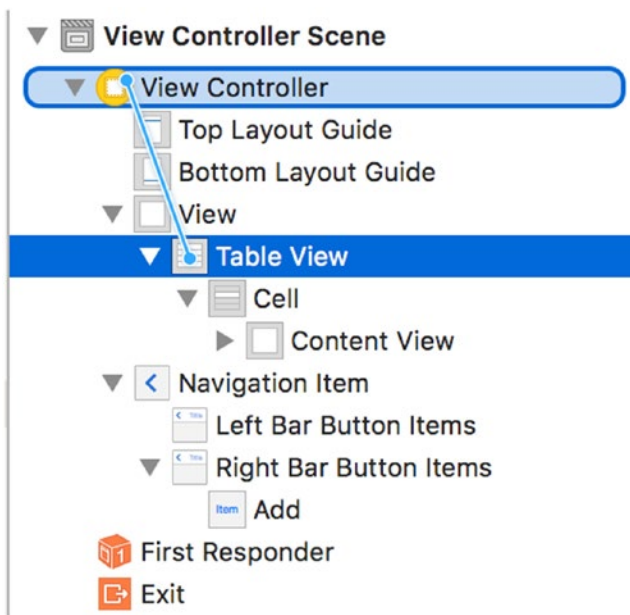 View Controller Scene
View Controller
Top Layout Guide
Bottom Layout Guide
View
Table View
Cell
Content View
Navigation Item
Left Bar Button Items
Right Bar Button Items
Item Add
First Responder
Exit